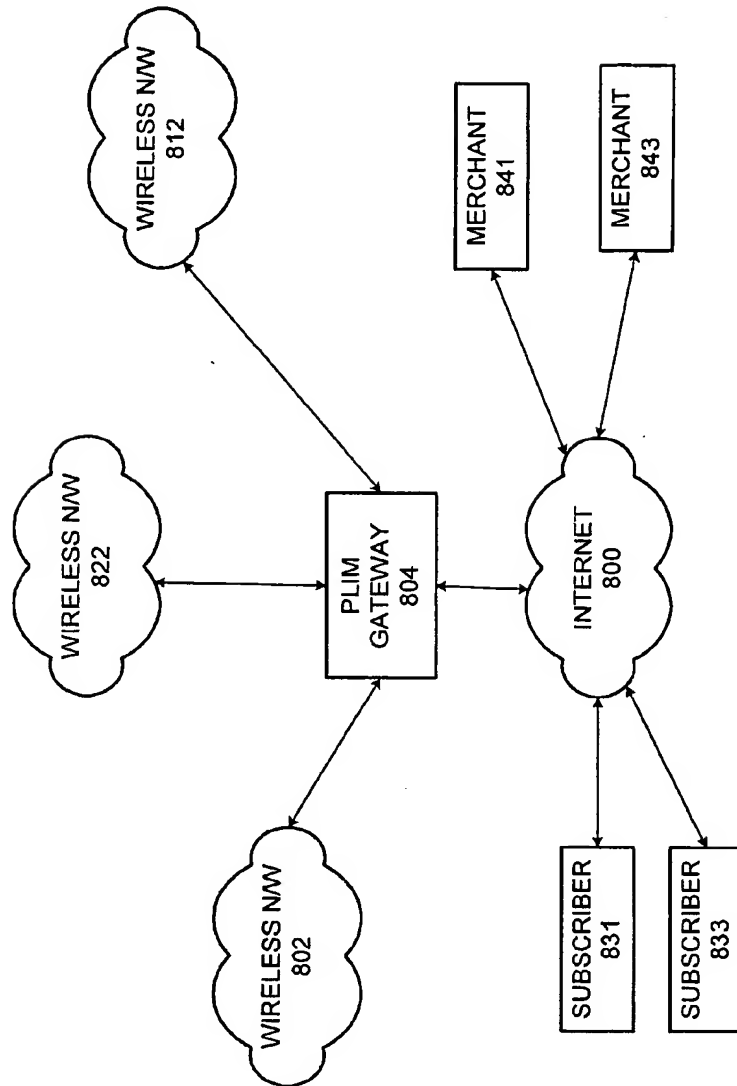 WIRELESS N/W
802
WIRELESS N/W
822
WIRELESS N/W
812
PLIM
GATEWAY
804
INTERNET
800
SUBSCRIBER
831
SUBSCRIBER
833
MERCHANT
841
MERCHANT
843